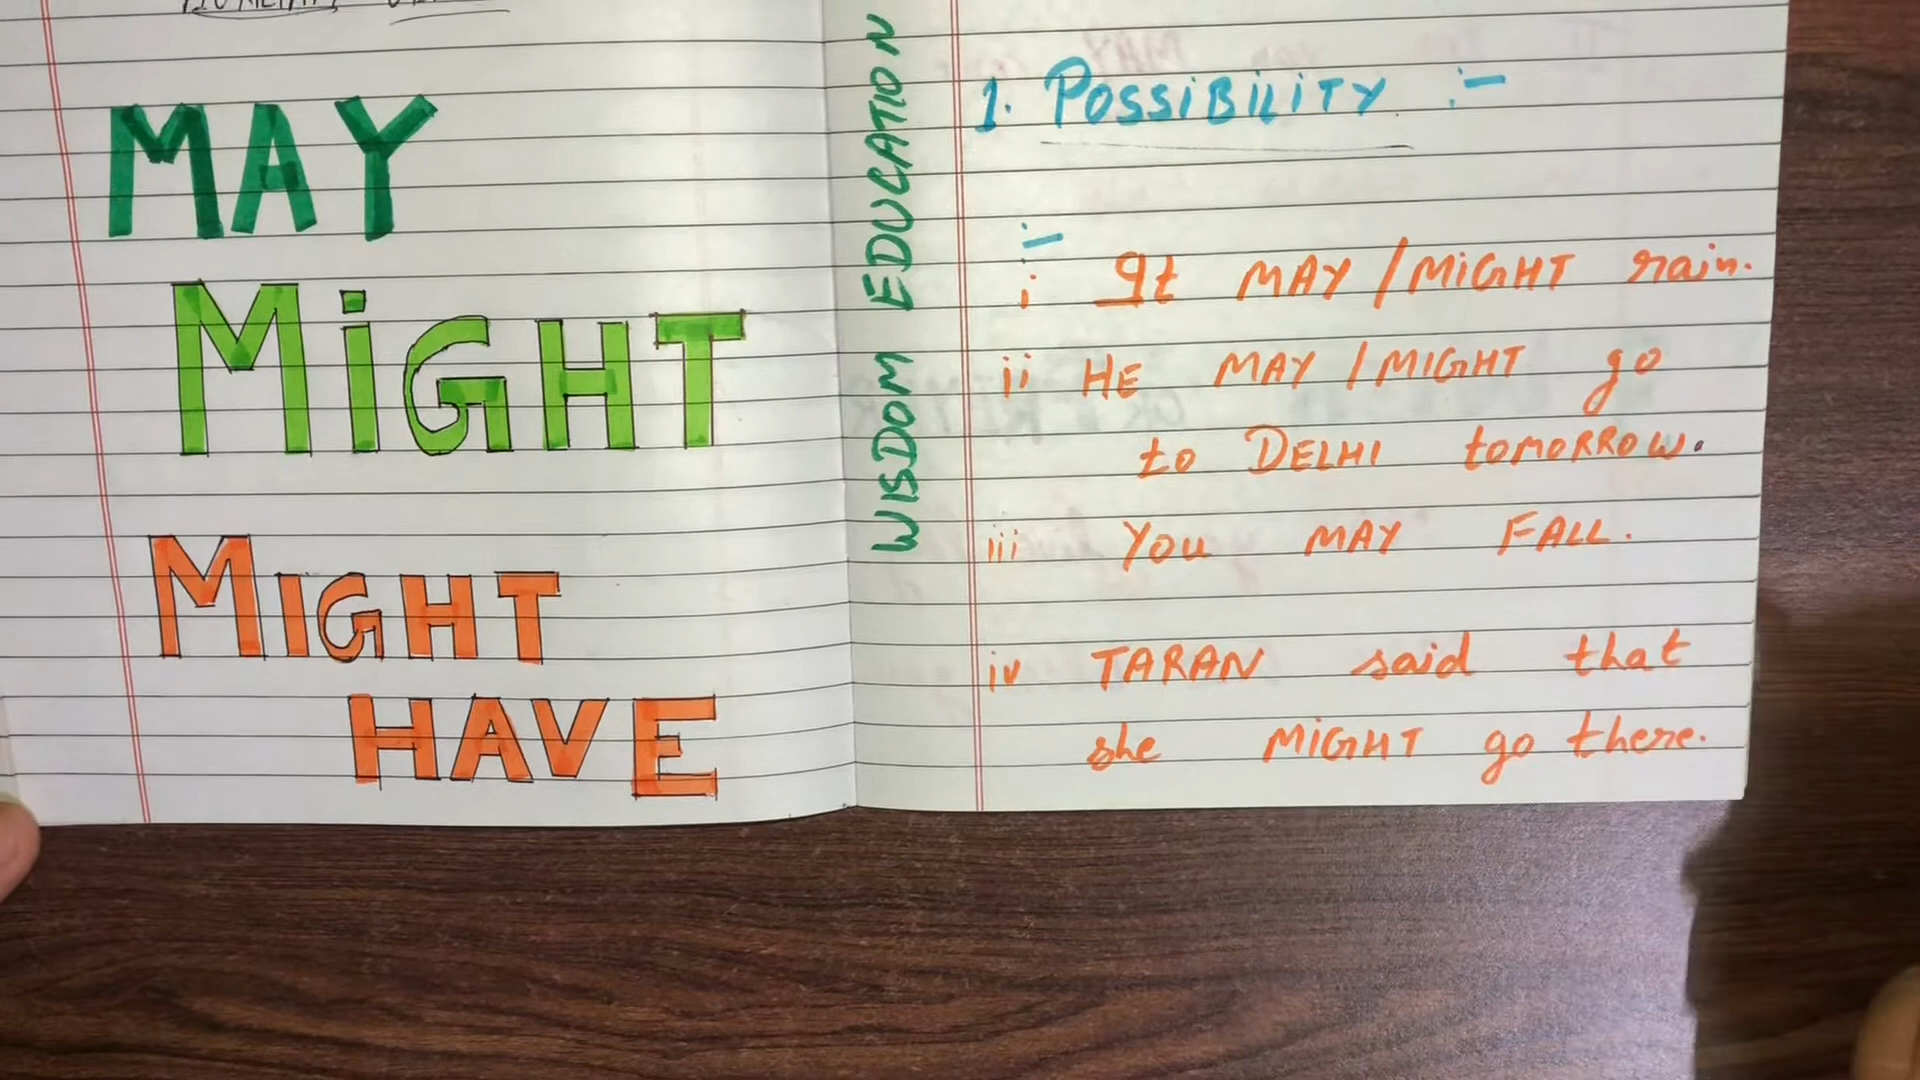 MAY
MiGHT
MIGHT
HAVE
WISDOM EDUCATION
1. POSSiBiLiTY :-
:-
i It MAY / MiGHT rain.
ii HE MAY / MIGHT go
to DELHI tomORROW.
iii You MAY FALL.
iv TARAN said that
she MiGHT go there.